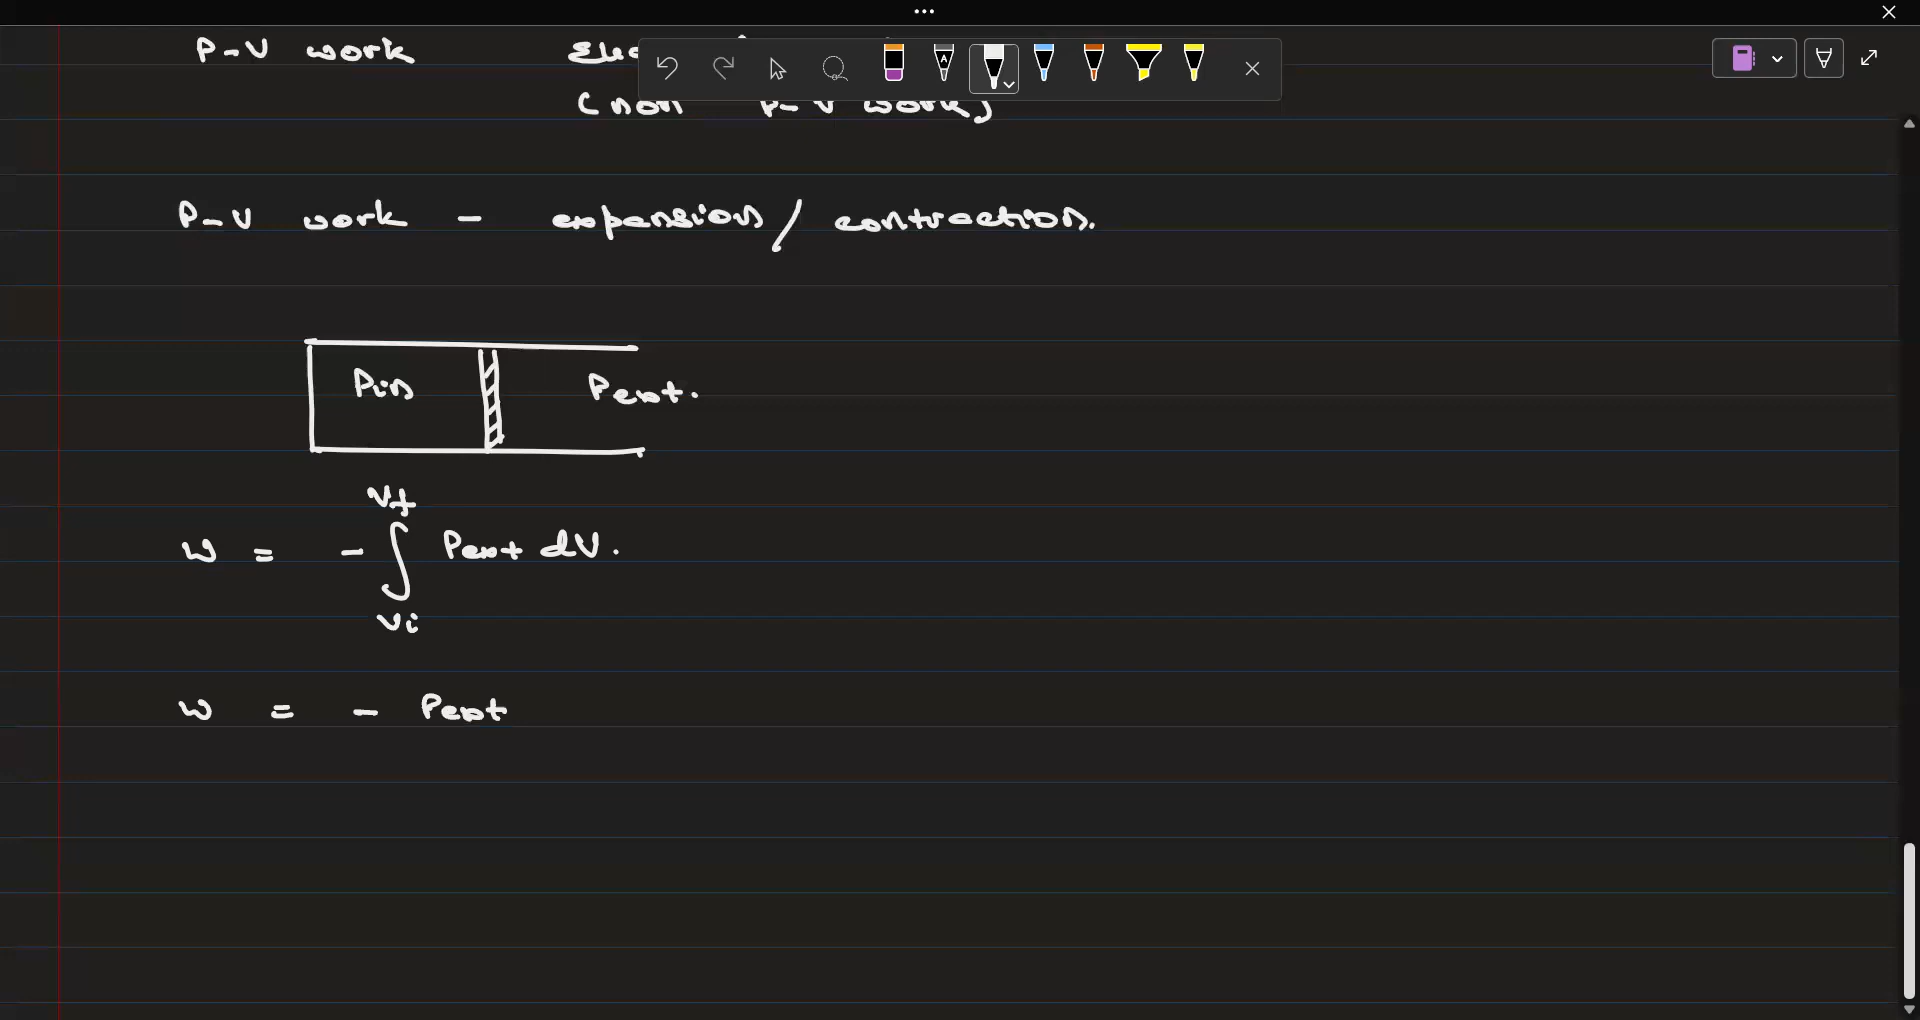 P-V work
(non P-V work)
P-V work - expansion/ contraction.
Pin Pext.
Vf
w = - ∫ Pext dV.
Vi
w = - Pext